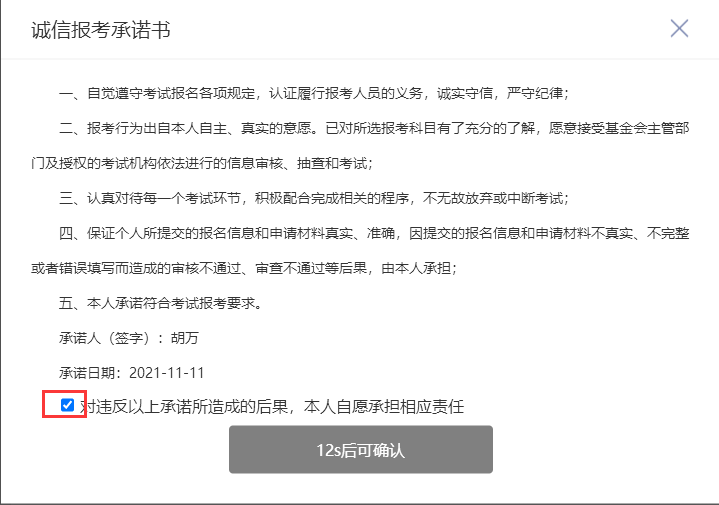 诚信报考承诺书
一、自觉遵守考试报名各项规定，认证履行报考人员的义务，诚实守信，严守纪律；
二、报考行为出自本人自主、真实的意愿。已对所选报考科目有了充分的了解，愿意接受基金会主管部
门及授权的考试机构依法进行的信息审核、抽查和考试；
三、认真对待每一个考试环节，积极配合完成相关的程序，不无故放弃或中断考试；
四、保证个人所提交的报名信息和申请材料真实、准确，因提交的报名信息和申请材料不真实、不完整
或者错误填写而造成的审核不通过、审查不通过等后果，由本人承担；
五、本人承诺符合考试报考要求。
承诺人（签字）：胡万
承诺日期：2021-11-11
对违反以上承诺所造成的后果，本人自愿承担相应责任
12s后可确认